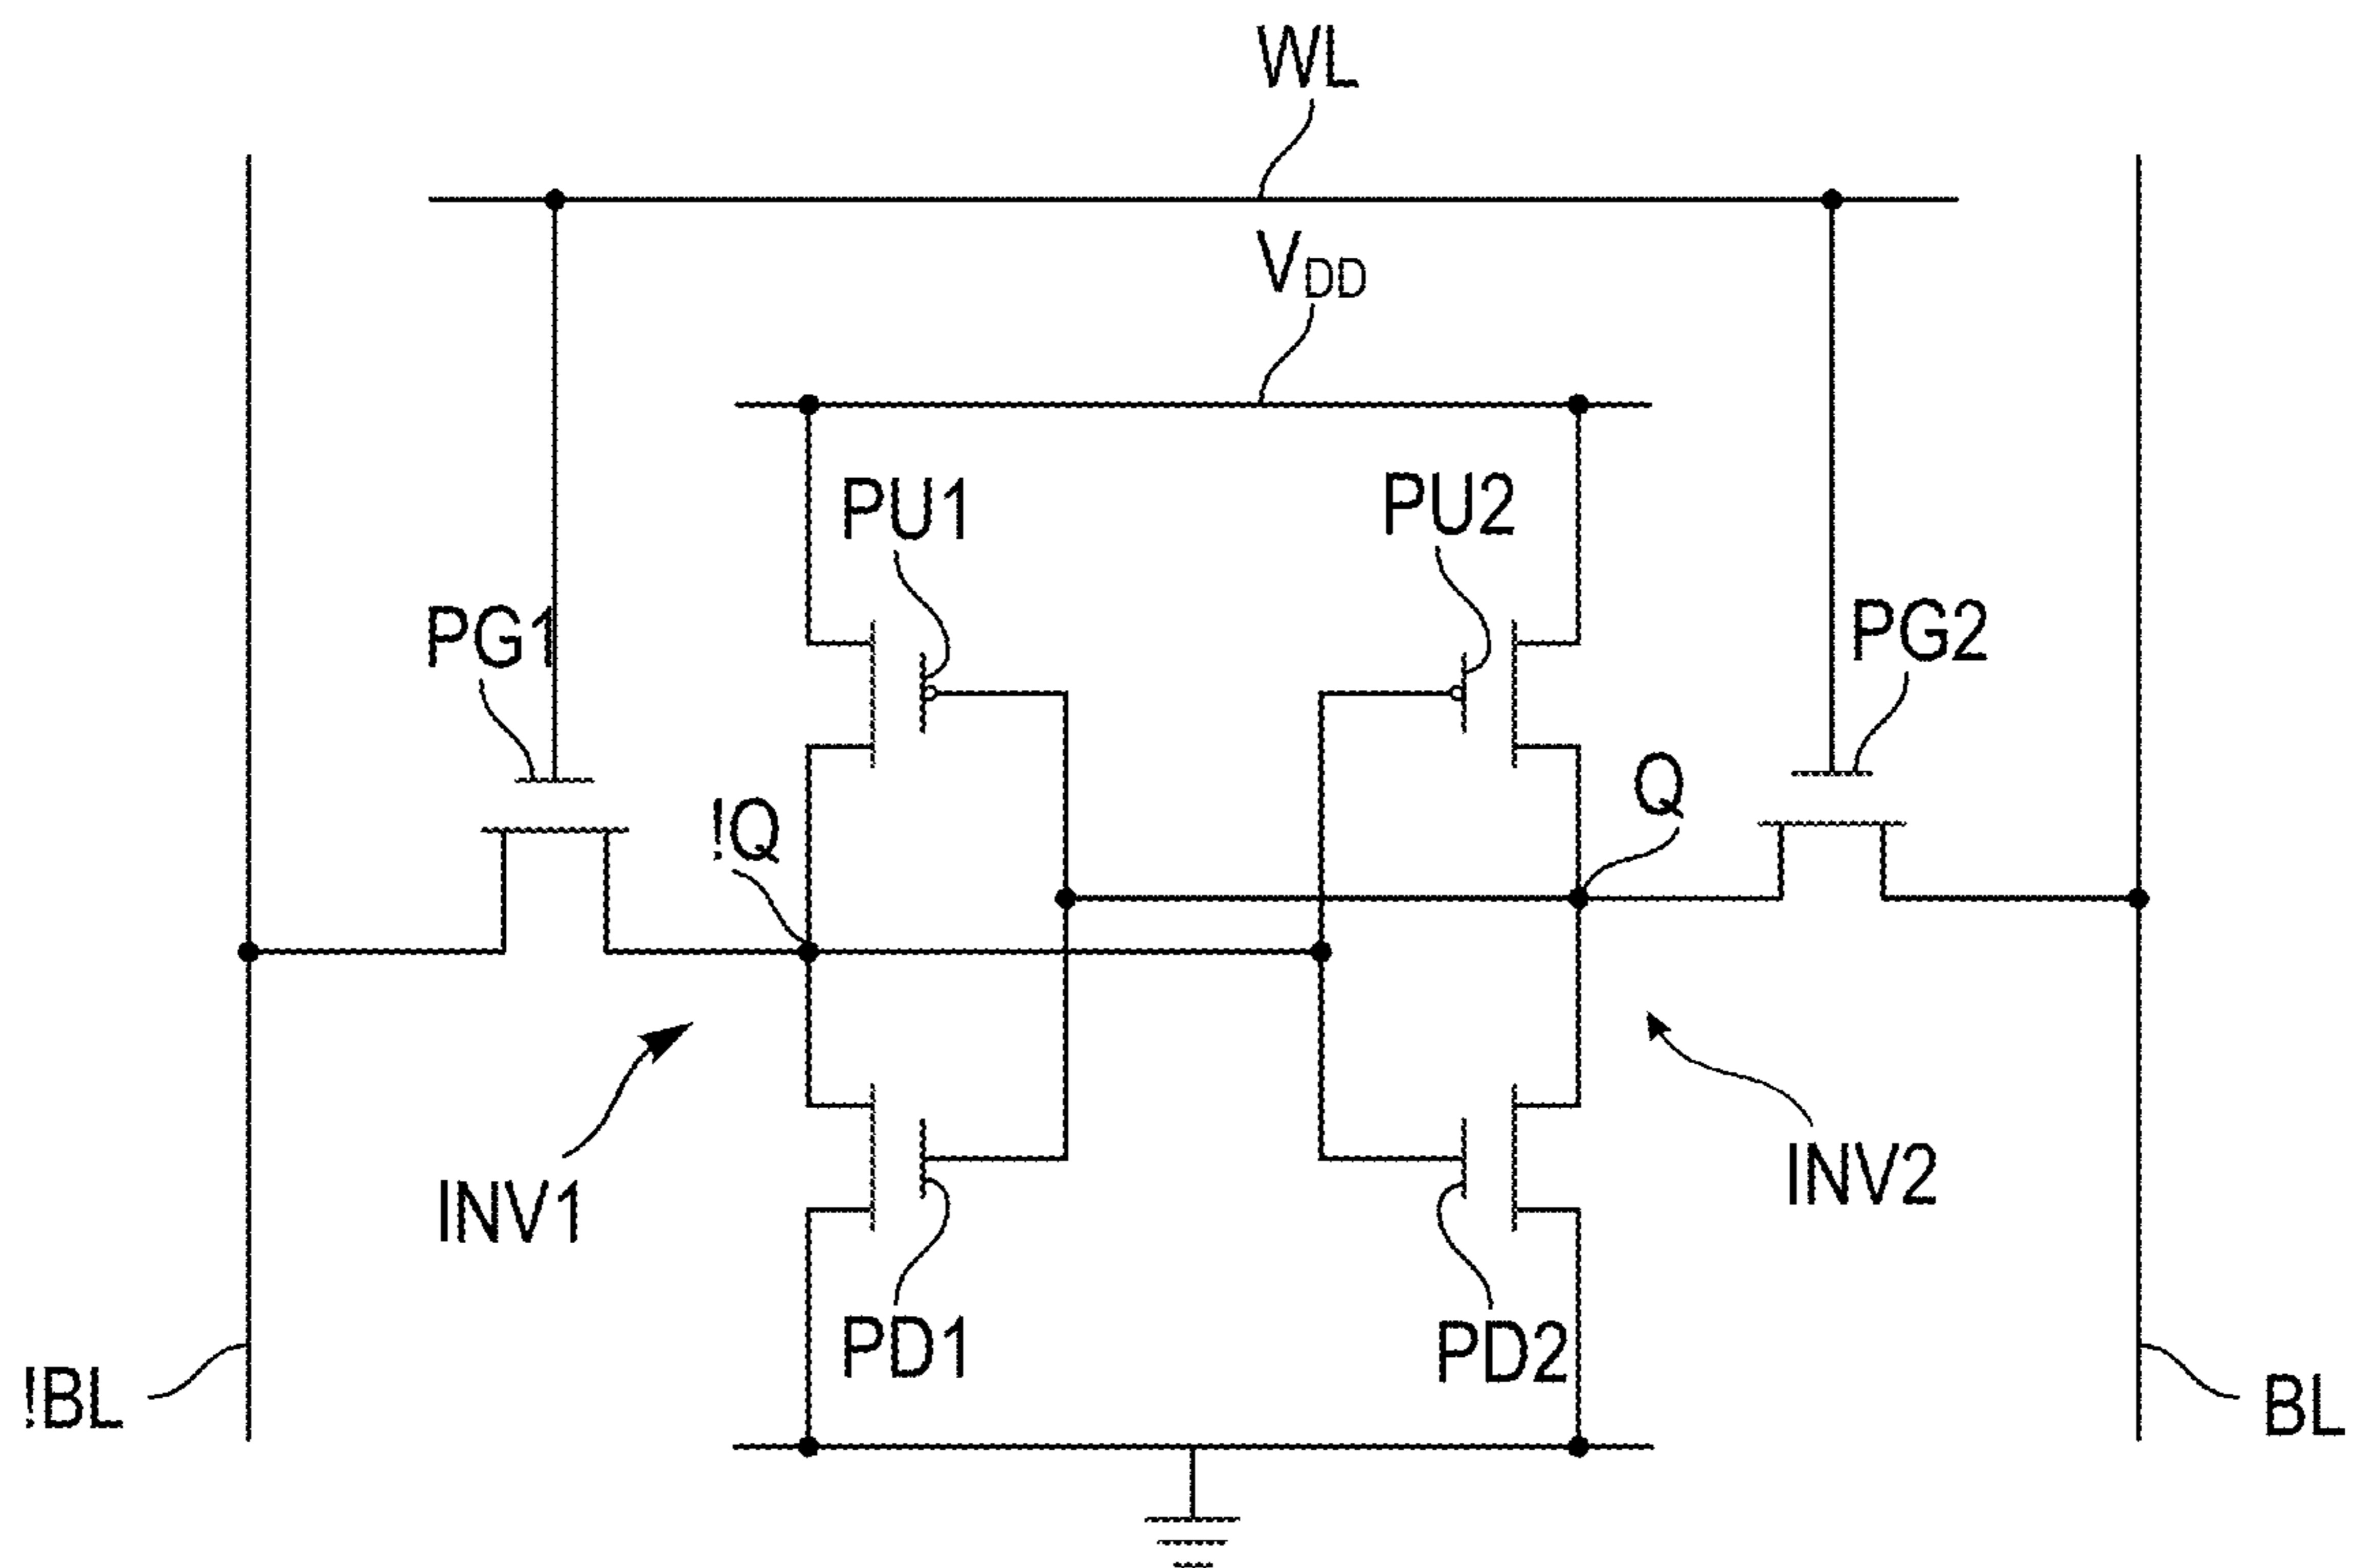 WL
VDD
PU1
PU2
PG1
PG2
!Q
Q
INV1
INV2
PD1
PD2
!BL
BL